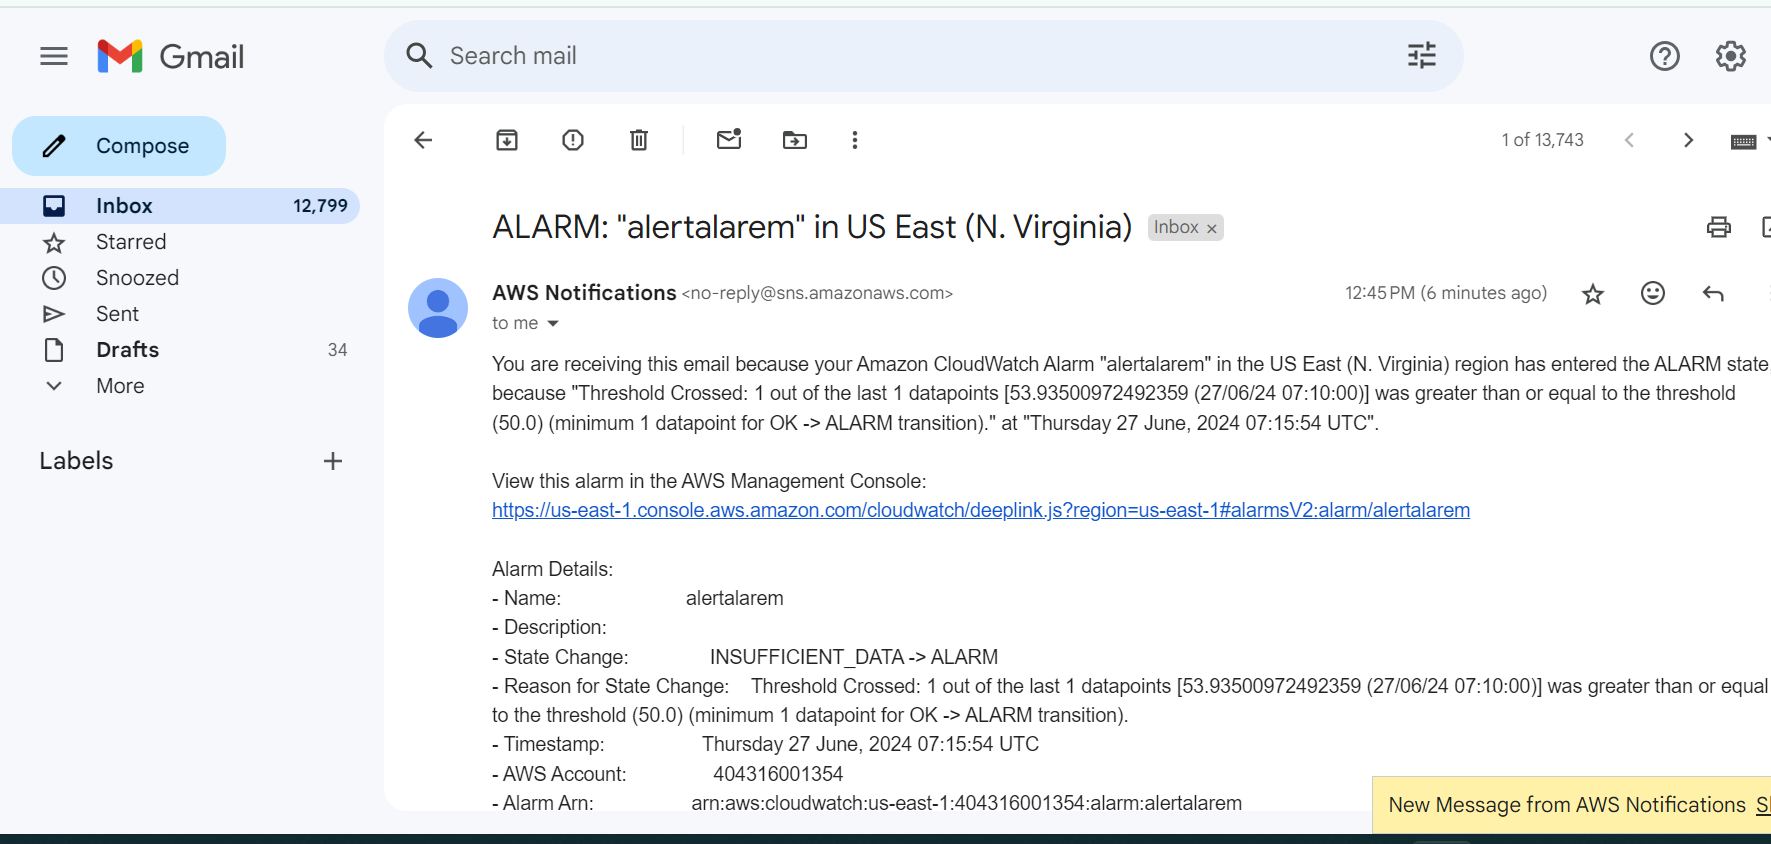 Gmail
Search mail
Compose
1 of 13,743
Inbox 12,799
Starred
Snoozed
Sent
Drafts 34
More
Labels
ALARM: "alertalarem" in US East (N. Virginia) Inbox x
AWS Notifications <no-reply@sns.amazonaws.com> 12:45 PM (6 minutes ago)
to me
You are receiving this email because your Amazon CloudWatch Alarm "alertalarem" in the US East (N. Virginia) region has entered the ALARM state,
because "Threshold Crossed: 1 out of the last 1 datapoints [53.93500972492359 (27/06/24 07:10:00)] was greater than or equal to the threshold
(50.0) (minimum 1 datapoint for OK -> ALARM transition)." at "Thursday 27 June, 2024 07:15:54 UTC".
View this alarm in the AWS Management Console:
https://us-east-1.console.aws.amazon.com/cloudwatch/deeplink.js?region=us-east-1#alarmsV2:alarm/alertalarem
Alarm Details:
- Name: alertalarem
- Description:
- State Change: INSUFFICIENT_DATA -> ALARM
- Reason for State Change: Threshold Crossed: 1 out of the last 1 datapoints [53.93500972492359 (27/06/24 07:10:00)] was greater than or equal
to the threshold (50.0) (minimum 1 datapoint for OK -> ALARM transition).
- Timestamp: Thursday 27 June, 2024 07:15:54 UTC
- AWS Account: 404316001354
- Alarm Arn: arn:aws:cloudwatch:us-east-1:404316001354:alarm:alertalarem
New Message from AWS Notifications